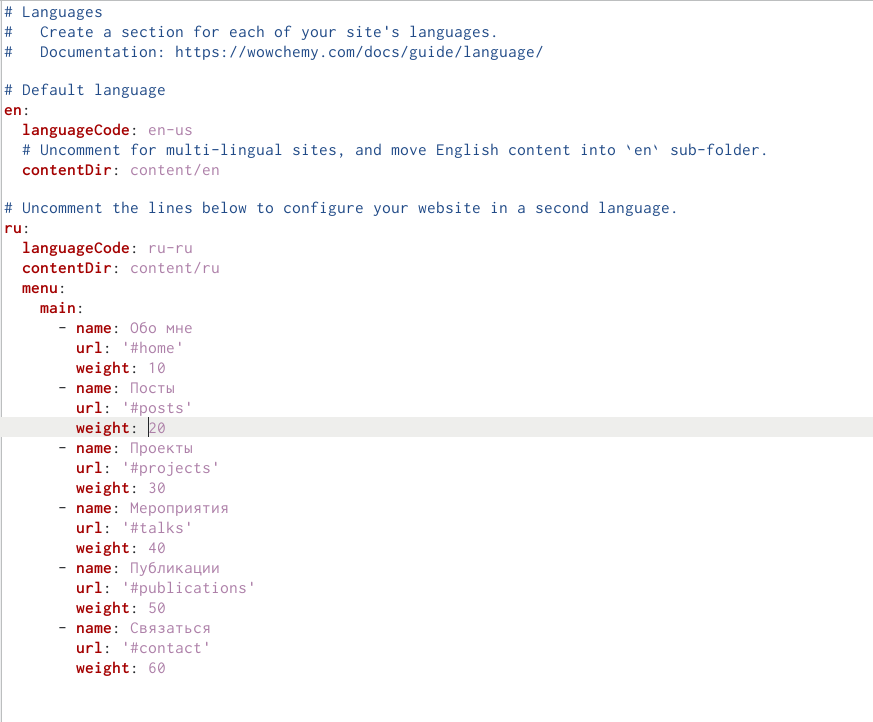 # Languages
#   Create a section for each of your site's languages.
#   Documentation: https://wowchemy.com/docs/guide/language/

# Default language
en:
  languageCode: en-us
  # Uncomment for multi-lingual sites, and move English content into `en` sub-folder.
  contentDir: content/en

# Uncomment the lines below to configure your website in a second language.
ru:
  languageCode: ru-ru
  contentDir: content/ru
  menu:
    main:
      - name: Обо мне
        url: '#home'
        weight: 10
      - name: Посты
        url: '#posts'
        weight: 20
      - name: Проекты
        url: '#projects'
        weight: 30
      - name: Мероприятия
        url: '#talks'
        weight: 40
      - name: Публикации
        url: '#publications'
        weight: 50
      - name: Связаться
        url: '#contact'
        weight: 60